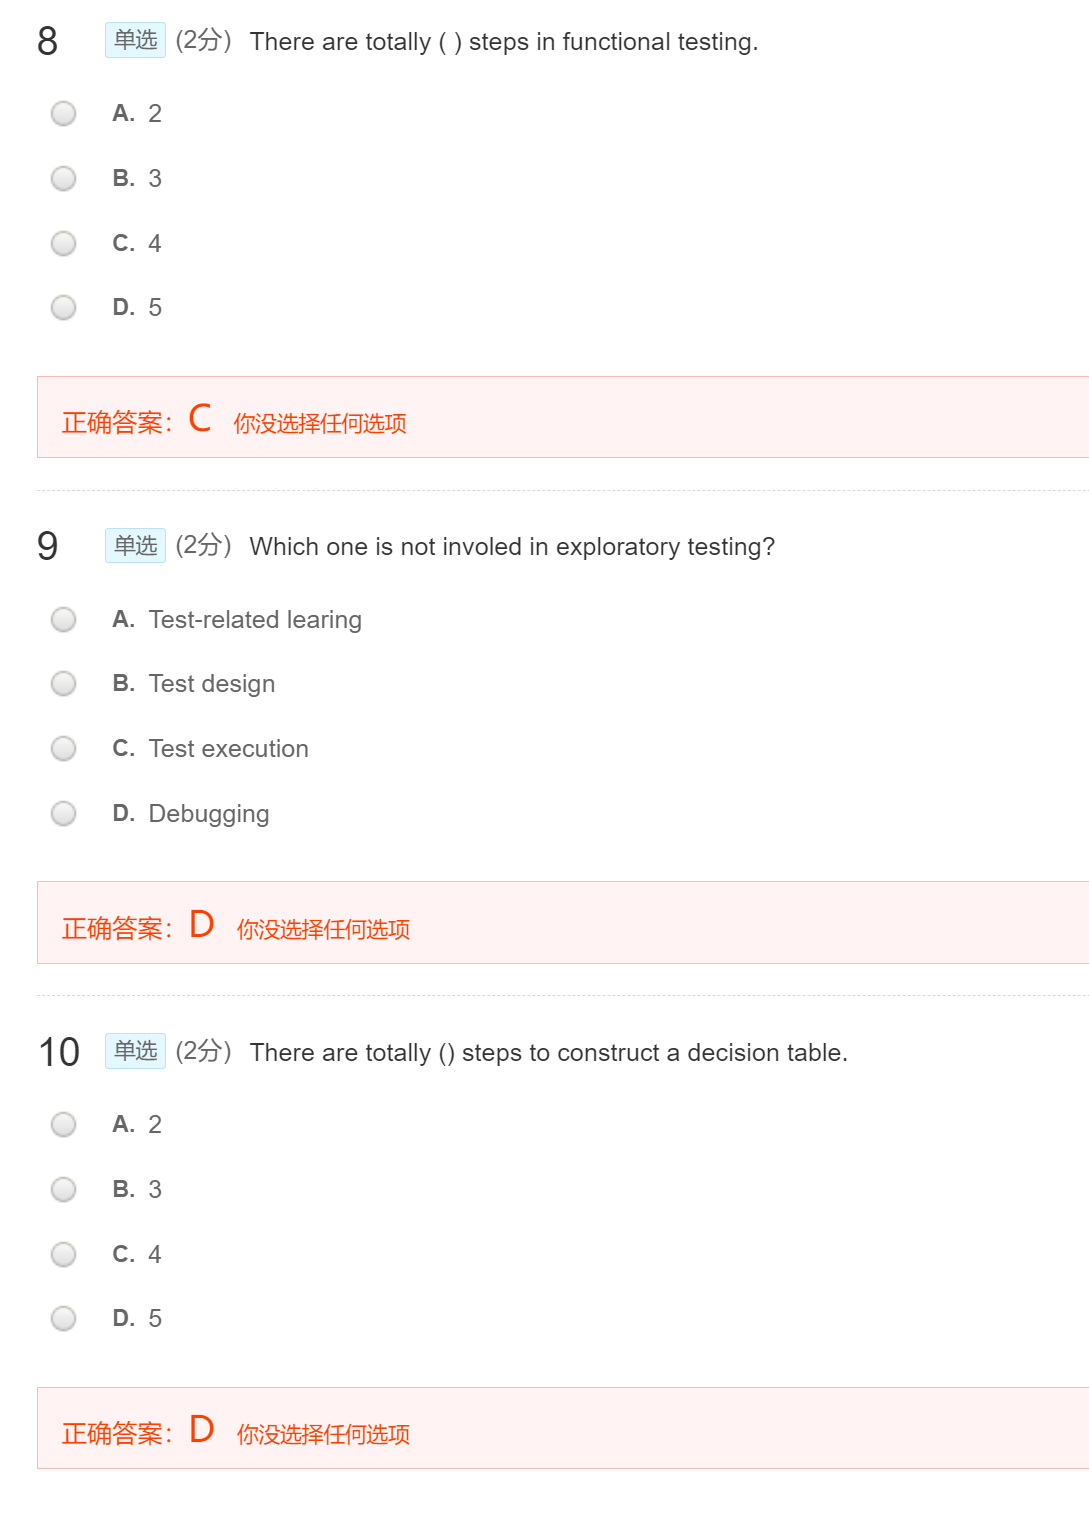 8 单选 (2分) There are totally ( ) steps in functional testing.
A. 2
B. 3
C. 4
D. 5
正确答案：C 你没选择任何选项
9 单选 (2分) Which one is not involed in exploratory testing?
A. Test-related learing
B. Test design
C. Test execution
D. Debugging
正确答案：D 你没选择任何选项
10 单选 (2分) There are totally () steps to construct a decision table.
A. 2
B. 3
C. 4
D. 5
正确答案：D 你没选择任何选项